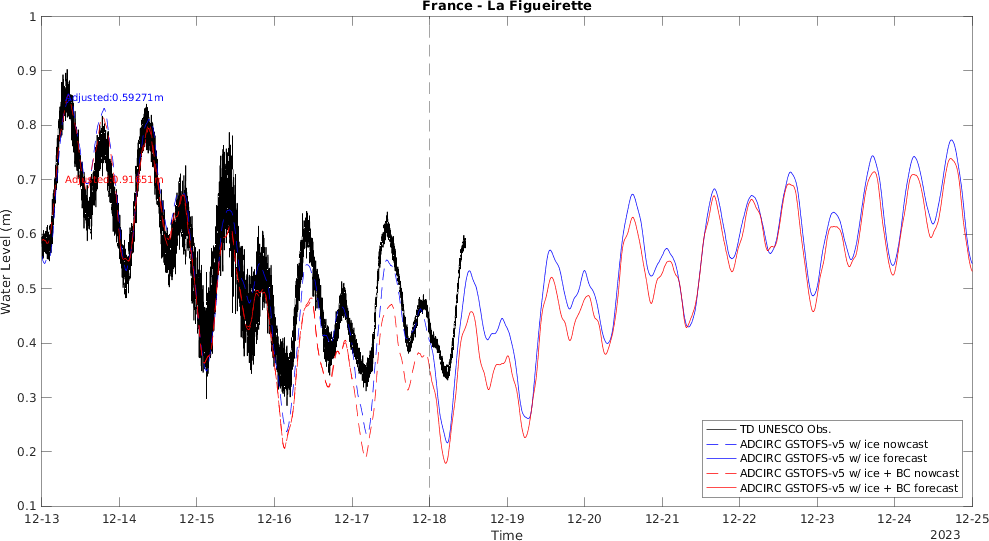 France - La Figueirette
Water Level (m)
1
0.9
0.8
0.7
0.6
0.5
0.4
0.3
0.2
0.1
Adjusted:0.59271m
Adjusted:0.91651m
TD UNESCO Obs.
ADCIRC GSTOFS-v5 w/ ice nowcast
ADCIRC GSTOFS-v5 w/ ice forecast
ADCIRC GSTOFS-v5 w/ ice + BC nowcast
ADCIRC GSTOFS-v5 w/ ice + BC forecast
12-13 12-14 12-15 12-16 12-17 12-18 12-19 12-20 12-21 12-22 12-23 12-24 12-25
Time
2023